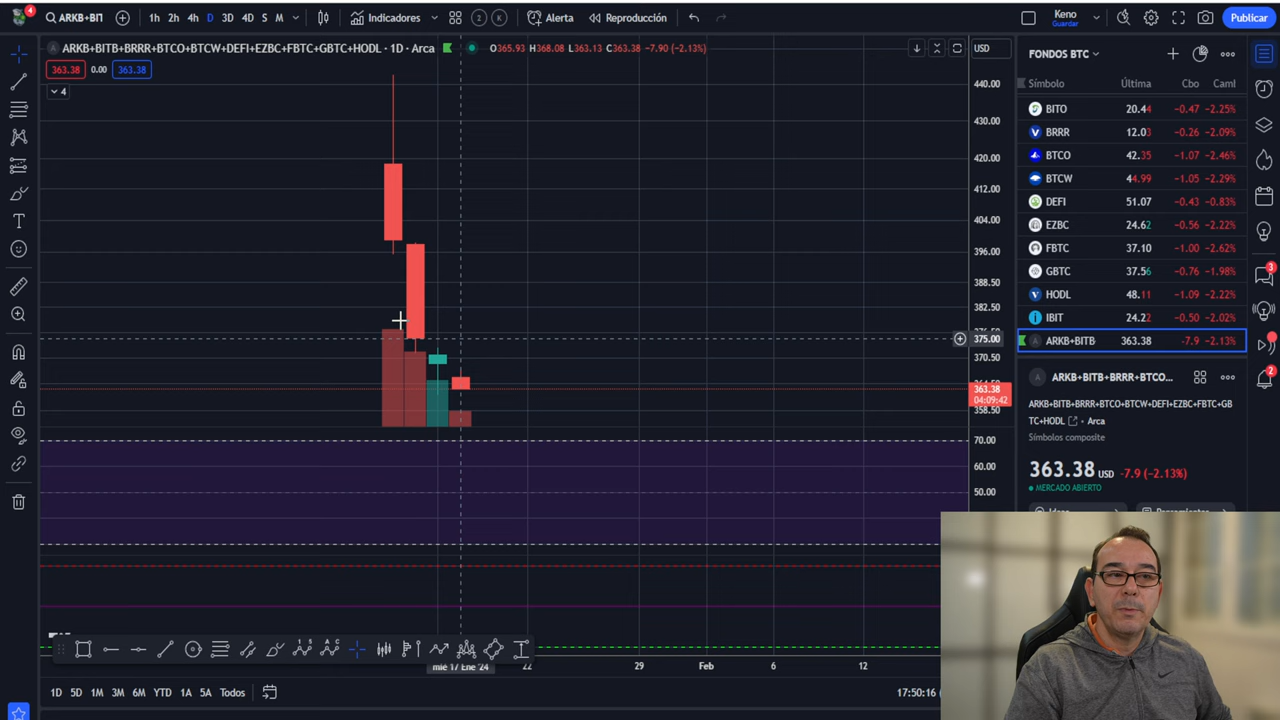 4
ARKB+BIT 1h 2h 4h D 3D 4D S M Indicadores 2 K Alerta Reproducción Keno Guardar Publicar
ARKB+BITB+BRRR+BTCO+BTCW+DEFI+EZBC+FBTC+GBTC+HODL · 1D · Arca O365.93 H368.08 L363.13 C363.38 -7.90 (-2.13%) USD
363.38 0.00 363.38
4
440.00
430.00
420.00
412.00
404.00
396.00
388.50
382.50
375.00
370.50
363.38
04:09:42
358.50
70.00
60.00
50.00
FONDOS BTC
Símbolo Última Cbo Caml
BITO 20.44 -0.47 -2.25%
BRRR 12.03 -0.26 -2.09%
BTCO 42.35 -1.07 -2.46%
BTCW 44.99 -1.05 -2.29%
DEFI 51.07 -0.43 -0.83%
EZBC 24.62 -0.56 -2.22%
FBTC 37.10 -1.00 -2.62%
GBTC 37.56 -0.76 -1.98%
HODL 48.11 -1.09 -2.22%
IBIT 24.22 -0.50 -2.02%
A ARKB+BITB 363.38 -7.9 -2.13%
3
2
A ARKB+BITB+BRRR+BTCO...
ARKB+BITB+BRRR+BTCO+BTCW+DEFI+EZBC+FBTC+GB
TC+HODL · Arca
Símbolos composite
363.38 USD -7.9 (-2.13%)
MERCADO ABIERTO
mié 17 Ene '24 22 29 Feb 6 12
1D 5D 1M 3M 6M YTD 1A 5A Todos 17:50:16